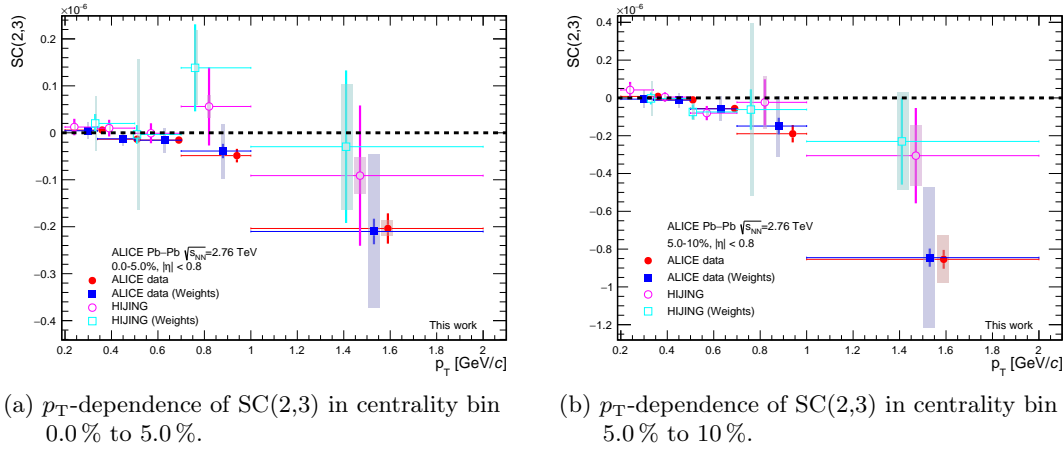 ×10⁻⁶
SC(2,3)
0.2
0.1
0
−0.1
−0.2
−0.3
−0.4
ALICE Pb–Pb √sNN=2.76 TeV
0.0-5.0%, |η| < 0.8
ALICE data
ALICE data (Weights)
HIJING
HIJING (Weights)
This work
0.2 0.4 0.6 0.8 1 1.2 1.4 1.6 1.8 2
pT [GeV/c]
(a) pT-dependence of SC(2,3) in centrality bin
0.0 % to 5.0 %.
×10⁻⁶
SC(2,3)
0.4
0.2
0
−0.2
−0.4
−0.6
−0.8
−1
−1.2
ALICE Pb–Pb √sNN=2.76 TeV
5.0-10%, |η| < 0.8
ALICE data
ALICE data (Weights)
HIJING
HIJING (Weights)
This work
0.2 0.4 0.6 0.8 1 1.2 1.4 1.6 1.8 2
pT [GeV/c]
(b) pT-dependence of SC(2,3) in centrality bin
5.0 % to 10 %.